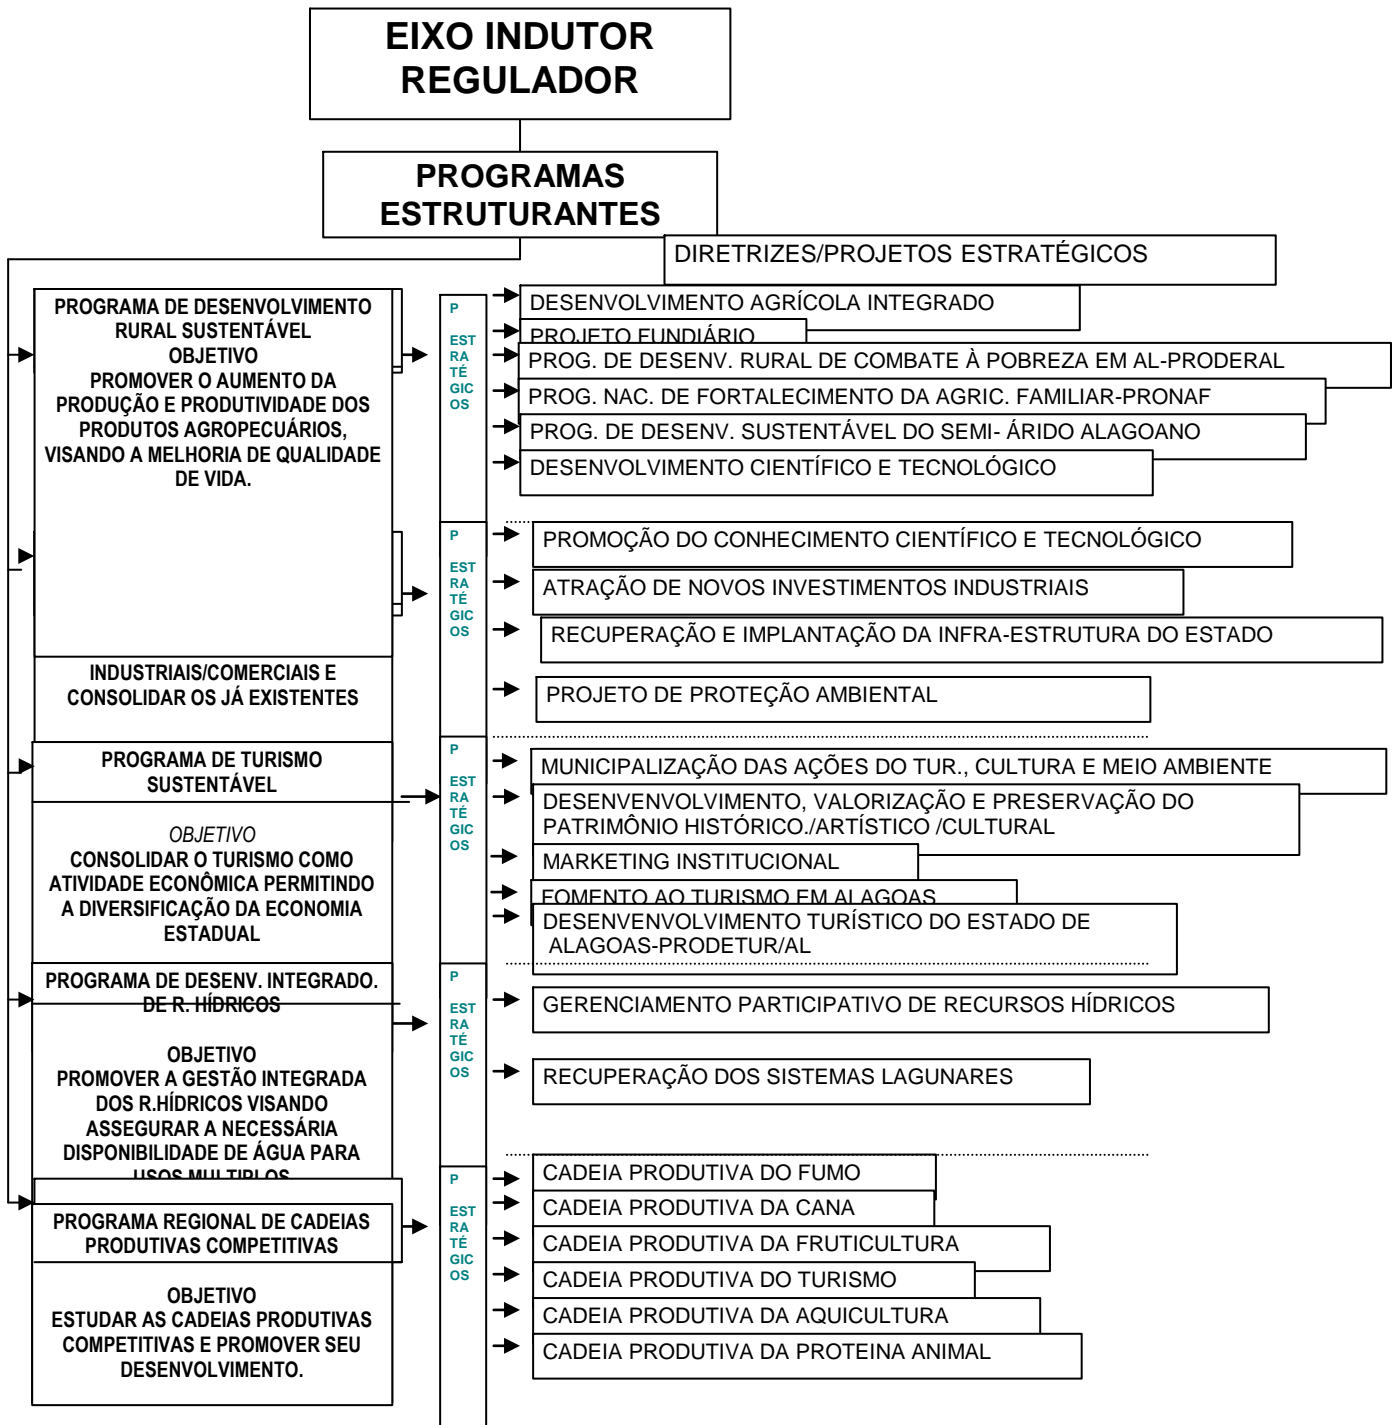 EIXO INDUTOR
REGULADOR
PROGRAMAS
ESTRUTURANTES
DIRETRIZES/PROJETOS ESTRATÉGICOS
PROGRAMA DE DESENVOLVIMENTO
RURAL SUSTENTÁVEL
OBJETIVO
PROMOVER O AUMENTO DA
PRODUÇÃO E PRODUTIVIDADE DOS
PRODUTOS AGROPECUÁRIOS,
VISANDO A MELHORIA DE QUALIDADE
DE VIDA.
P
EST
RA
TÉ
GIC
OS
DESENVOLVIMENTO AGRÍCOLA INTEGRADO
PROJETO FUNDIÁRIO
PROG. DE DESENV. RURAL DE COMBATE À POBREZA EM AL-PRODERAL
PROG. NAC. DE FORTALECIMENTO DA AGRIC. FAMILIAR-PRONAF
PROG. DE DESENV. SUSTENTÁVEL DO SEMI- ÁRIDO ALAGOANO
DESENVOLVIMENTO CIENTÍFICO E TECNOLÓGICO
INDUSTRIAIS/COMERCIAIS E
CONSOLIDAR OS JÁ EXISTENTES
P
EST
RA
TÉ
GIC
OS
PROMOÇÃO DO CONHECIMENTO CIENTÍFICO E TECNOLÓGICO
ATRAÇÃO DE NOVOS INVESTIMENTOS INDUSTRIAIS
RECUPERAÇÃO E IMPLANTAÇÃO DA INFRA-ESTRUTURA DO ESTADO
PROJETO DE PROTEÇÃO AMBIENTAL
PROGRAMA DE TURISMO
SUSTENTÁVEL
OBJETIVO
CONSOLIDAR O TURISMO COMO
ATIVIDADE ECONÔMICA PERMITINDO
A DIVERSIFICAÇÃO DA ECONOMIA
ESTADUAL
P
EST
RA
TÉ
GIC
OS
MUNICIPALIZAÇÃO DAS AÇÕES DO TUR., CULTURA E MEIO AMBIENTE
DESENVENVOLVIMENTO, VALORIZAÇÃO E PRESERVAÇÃO DO
PATRIMÔNIO HISTÓRICO./ARTÍSTICO /CULTURAL
MARKETING INSTITUCIONAL
FOMENTO AO TURISMO EM ALAGOAS
DESENVENVOLVIMENTO TURÍSTICO DO ESTADO DE
ALAGOAS-PRODETUR/AL
PROGRAMA DE DESENV. INTEGRADO.
DE R. HÍDRICOS
OBJETIVO
PROMOVER A GESTÃO INTEGRADA
DOS R.HÍDRICOS VISANDO
ASSEGURAR A NECESSÁRIA
DISPONIBILIDADE DE ÁGUA PARA
USOS MULTIPLOS
P
EST
RA
TÉ
GIC
OS
GERENCIAMENTO PARTICIPATIVO DE RECURSOS HÍDRICOS
RECUPERAÇÃO DOS SISTEMAS LAGUNARES
PROGRAMA REGIONAL DE CADEIAS
PRODUTIVAS COMPETITIVAS
OBJETIVO
ESTUDAR AS CADEIAS PRODUTIVAS
COMPETITIVAS E PROMOVER SEU
DESENVOLVIMENTO.
P
EST
RA
TÉ
GIC
OS
CADEIA PRODUTIVA DO FUMO
CADEIA PRODUTIVA DA CANA
CADEIA PRODUTIVA DA FRUTICULTURA
CADEIA PRODUTIVA DO TURISMO
CADEIA PRODUTIVA DA AQUICULTURA
CADEIA PRODUTIVA DA PROTEINA ANIMAL